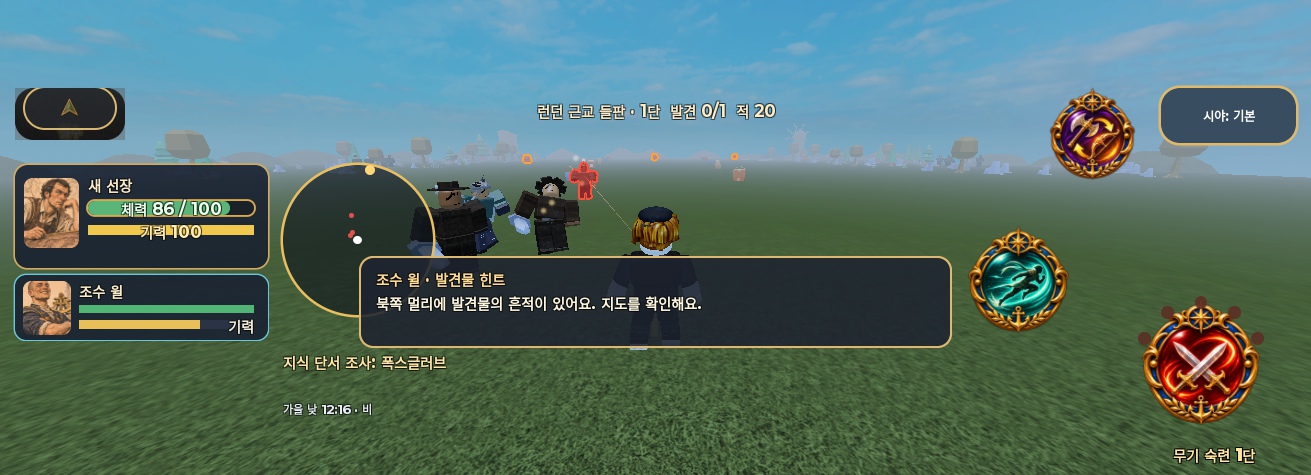 런던 근교 들판 · 1단 발견 0/1 적 20
시야: 기본
새 선장
체력 86 / 100
기력 100
조수 윌
기력
조수 윌 · 발견물 힌트
북쪽 멀리에 발견물의 흔적이 있어요. 지도를 확인해요.
지식 단서 조사: 폭스글러브
가을 낮 12:16 · 비
무기 숙련 1단